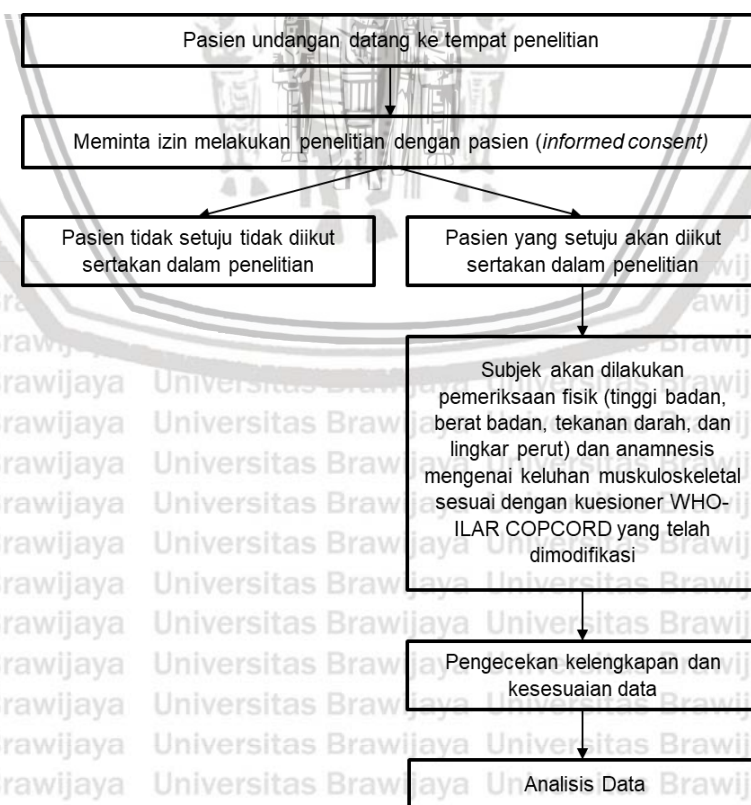 Pasien undangan datang ke tempat penelitian
Meminta izin melakukan penelitian dengan pasien (informed consent)
Pasien tidak setuju tidak diikut
sertakan dalam penelitian
Pasien yang setuju akan diikut
sertakan dalam penelitian
Subjek akan dilakukan
pemeriksaan fisik (tinggi badan,
berat badan, tekanan darah, dan
lingkar perut) dan anamnesis
mengenai keluhan muskuloskeletal
sesuai dengan kuesioner WHO-
ILAR COPCORD yang telah
dimodifikasi
Pengecekan kelengkapan dan
kesesuaian data
Analisis Data